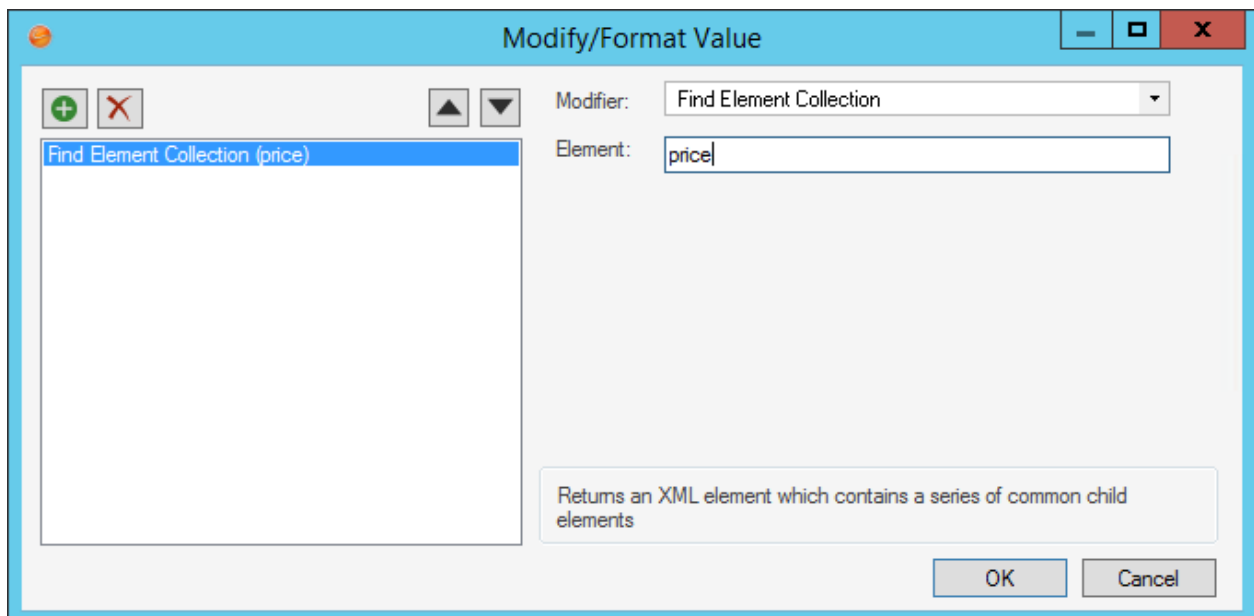 Modify/Format Value
X
Modifier:
Find Element Collection
Find Element Collection (price)
Element:
price
Returns an XML element which contains a series of common child
elements
OK
Cancel